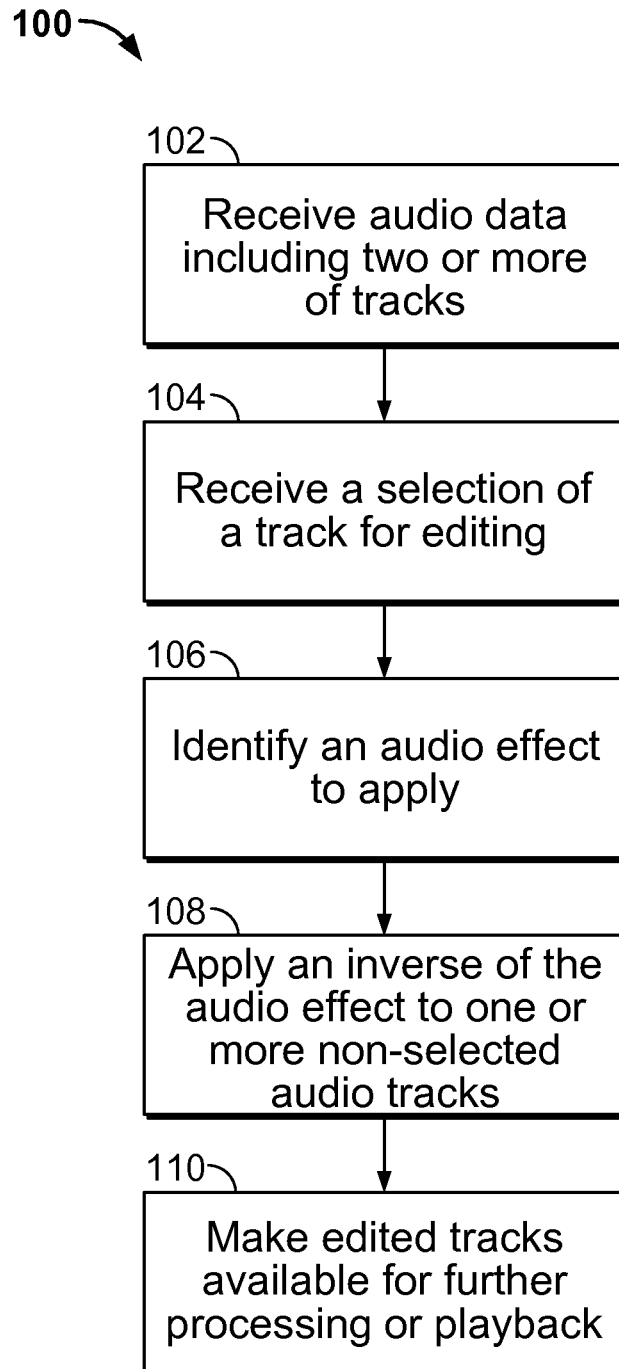 100
102
Receive audio data
including two or more
of tracks
104
Receive a selection of
a track for editing
106
Identify an audio effect
to apply
108
Apply an inverse of the
audio effect to one or
more non-selected
audio tracks
110
Make edited tracks
available for further
processing or playback